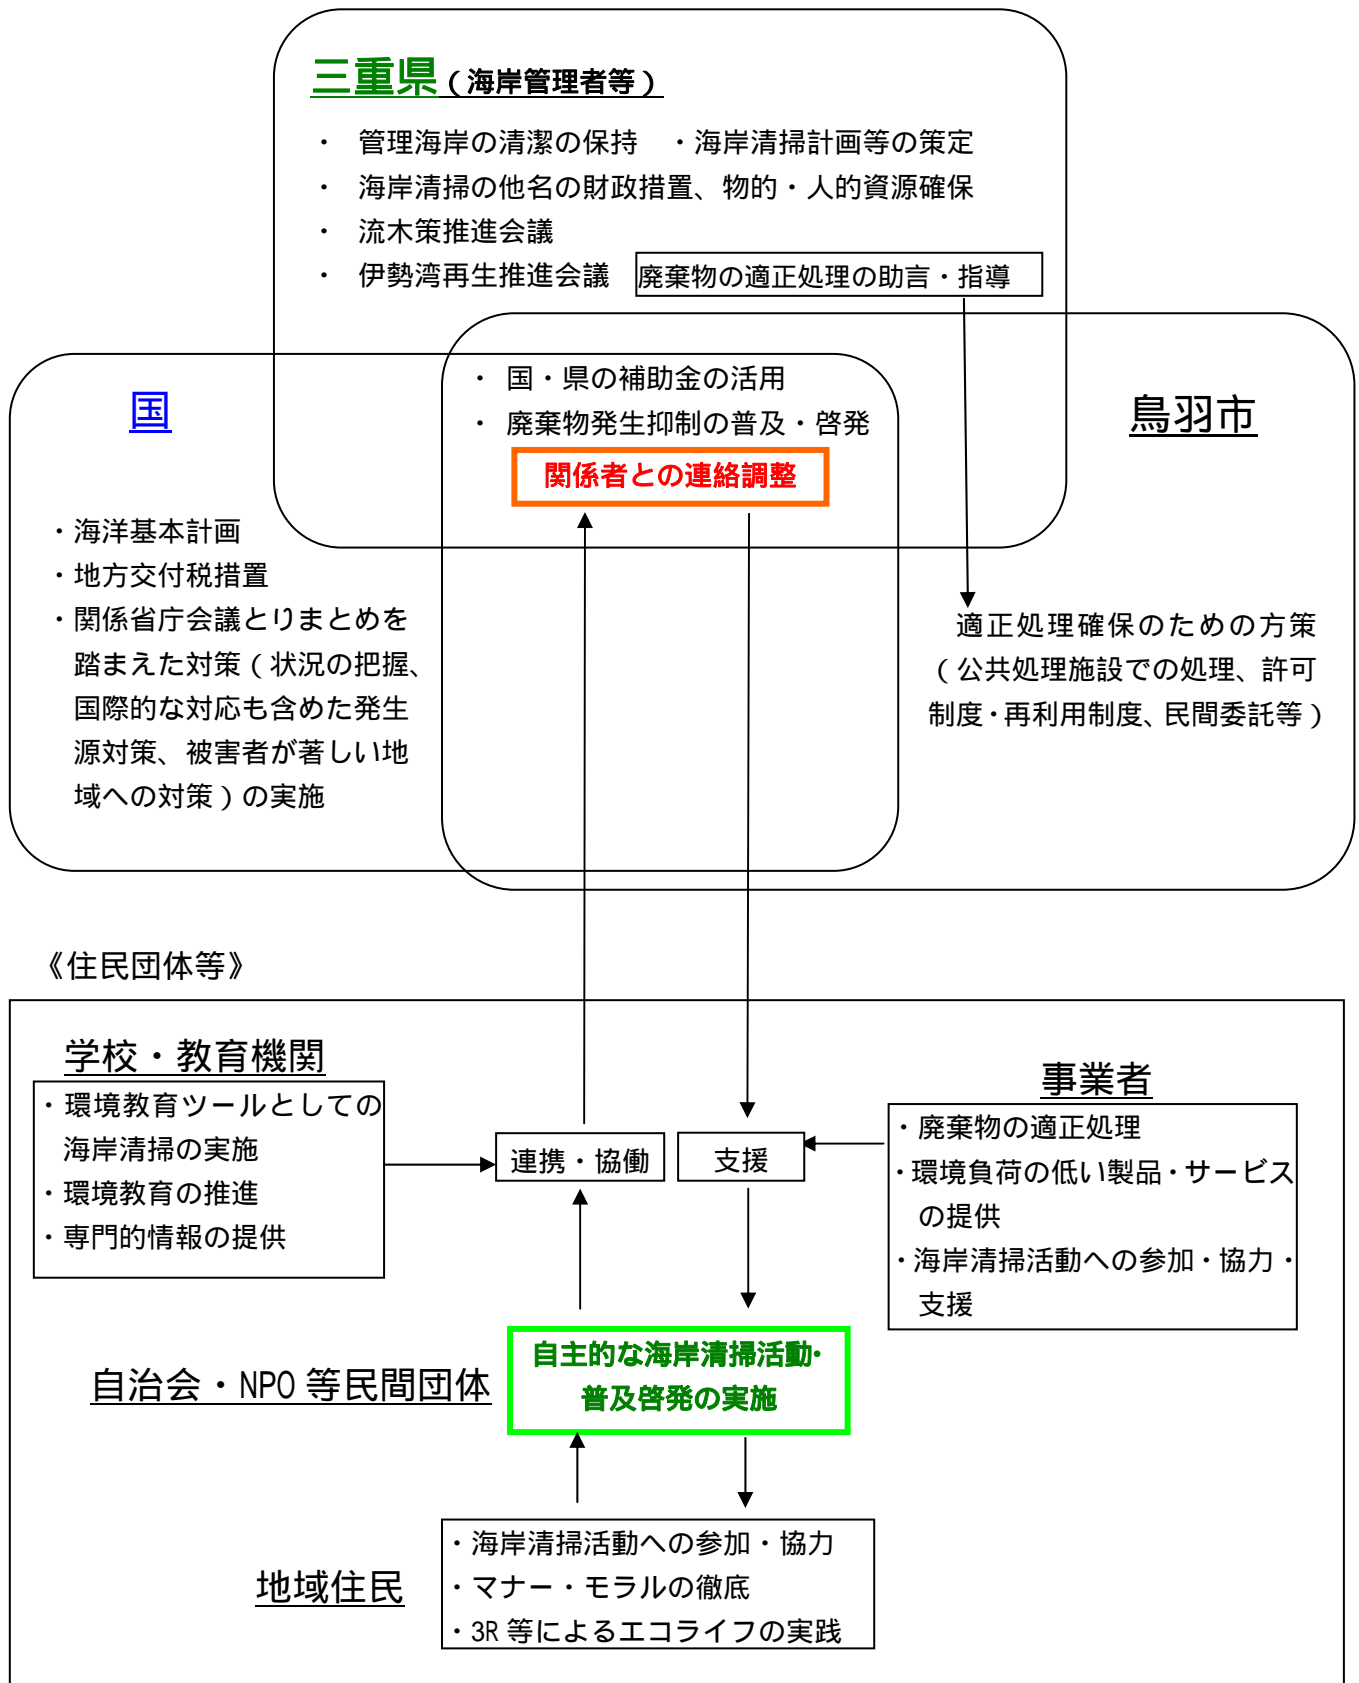 三重県（海岸管理者等）
・ 管理海岸の清潔の保持 ・海岸清掃計画等の策定
・ 海岸清掃の他名の財政措置、物的・人的資源確保
・ 流木策推進会議
・ 伊勢湾再生推進会議
廃棄物の適正処理の助言・指導
・ 国・県の補助金の活用
・ 廃棄物発生抑制の普及・啓発
関係者との連絡調整
国
・海洋基本計画
・地方交付税措置
・関係省庁会議とりまとめを
踏まえた対策（状況の把握、
国際的な対応も含めた発生
源対策、被害者が著しい地
域への対策）の実施
鳥羽市
適正処理確保のための方策
（公共処理施設での処理、許可
制度・再利用制度、民間委託等）
《住民団体等》
学校・教育機関
・環境教育ツールとしての
海岸清掃の実施
・環境教育の推進
・専門的情報の提供
連携・協働
支援
事業者
・廃棄物の適正処理
・環境負荷の低い製品・サービス
の提供
・海岸清掃活動への参加・協力・
支援
自治会・NPO 等民間団体
自主的な海岸清掃活動・
普及啓発の実施
地域住民
・海岸清掃活動への参加・協力
・マナー・モラルの徹底
・3R 等によるエコライフの実践